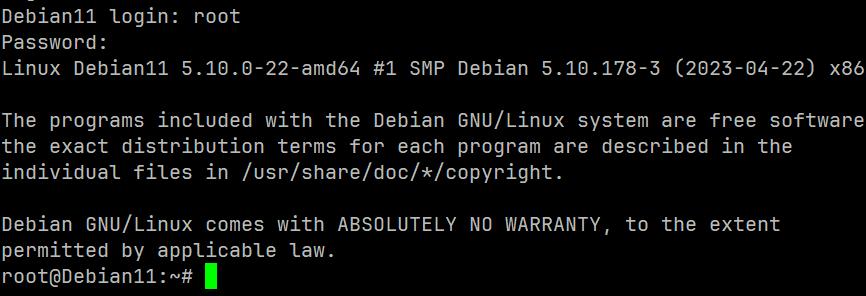 Debian11 login: root
Password:
Linux Debian11 5.10.0-22-amd64 #1 SMP Debian 5.10.178-3 (2023-04-22) x86
The programs included with the Debian GNU/Linux system are free software
the exact distribution terms for each program are described in the
individual files in /usr/share/doc/*/copyright.
Debian GNU/Linux comes with ABSOLUTELY NO WARRANTY, to the extent
permitted by applicable law.
root@Debian11:~#